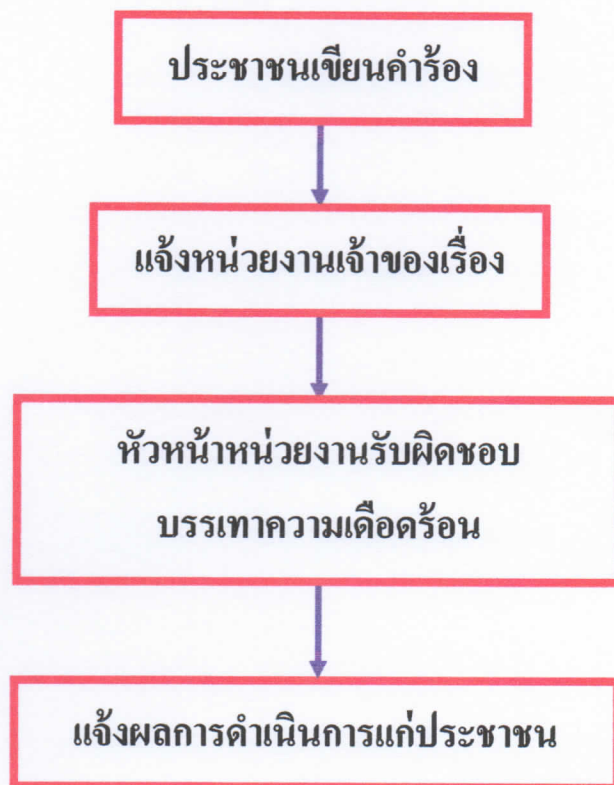 ประชาชนเขียนคำร้อง
แจ้งหน่วยงานเจ้าของเรื่อง
หัวหน้าหน่วยงานรับผิดชอบ
บรรเทาความเดือดร้อน
แจ้งผลการดำเนินการแก่ประชาชน